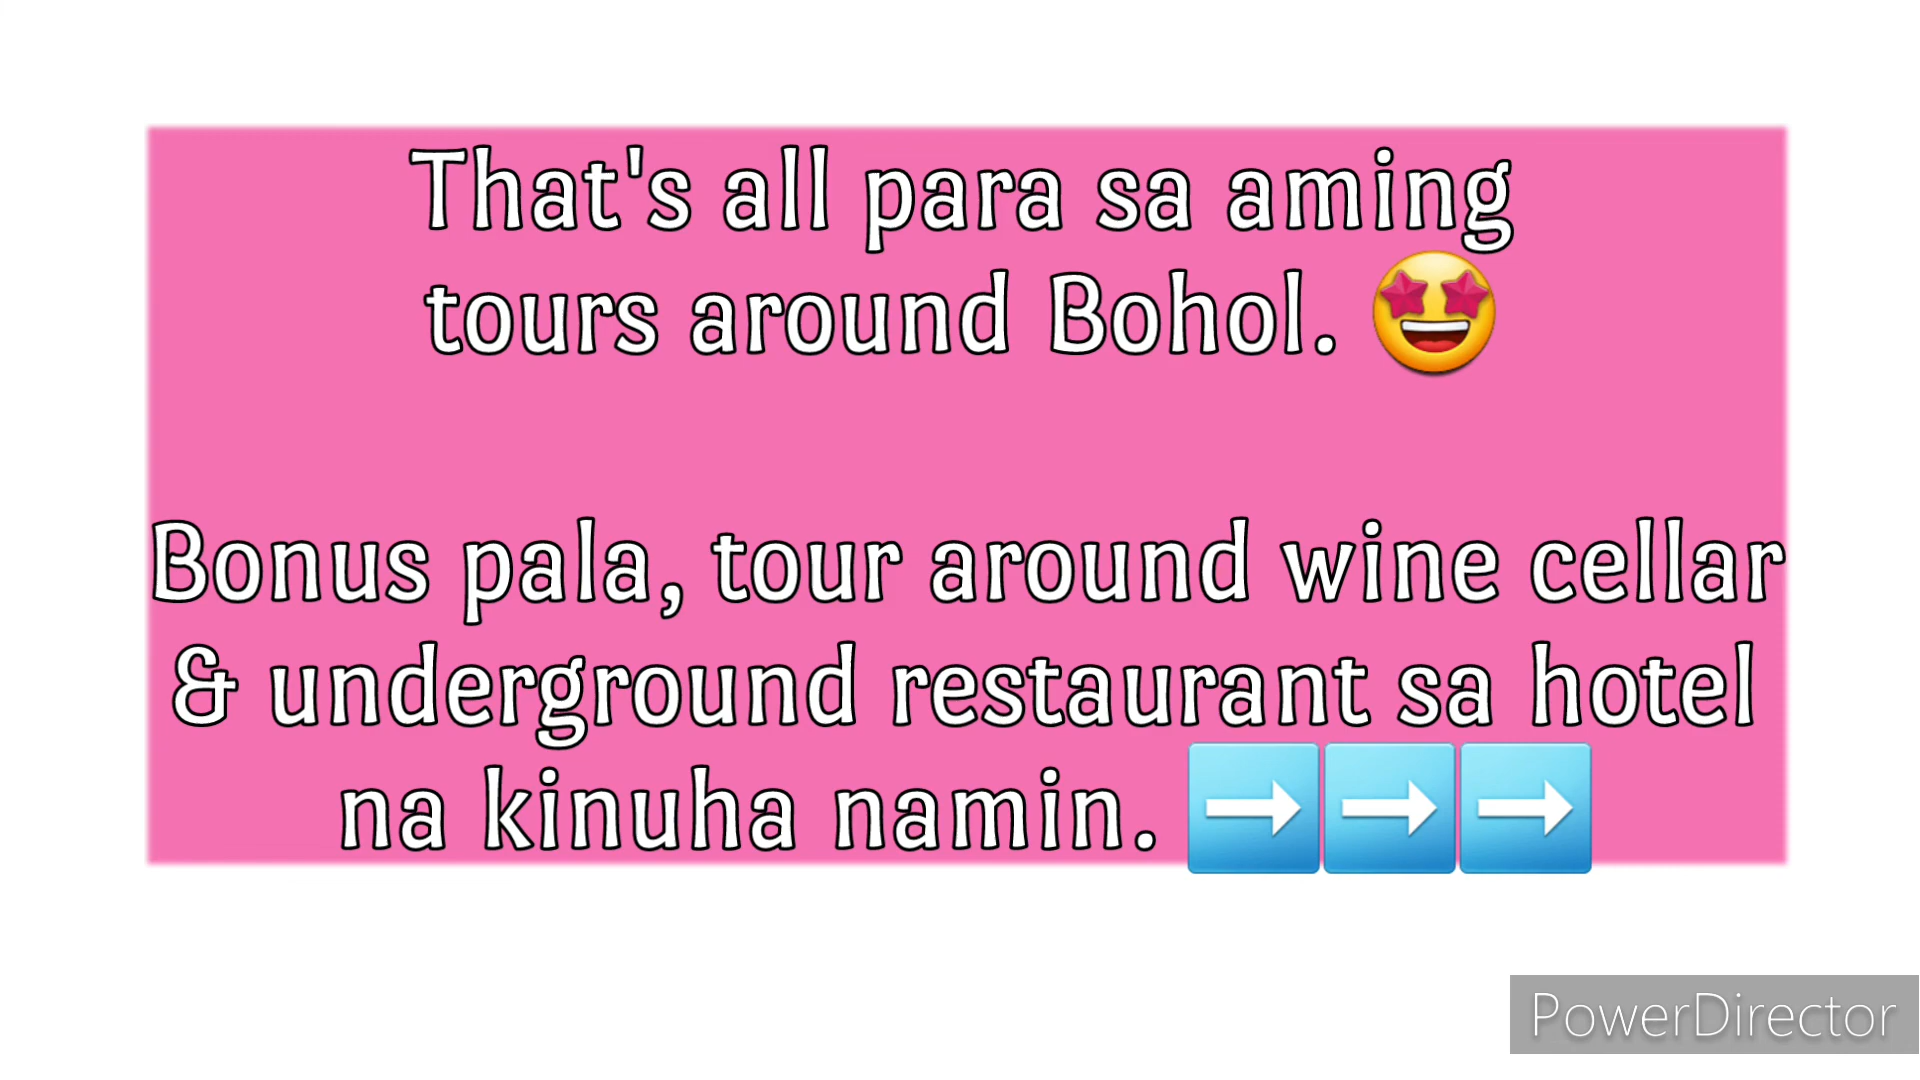 That's all para sa aming
tours around Bohol. 🤩
Bonus pala, tour around wine cellar
& underground restaurant sa hotel
na kinuha namin. ➡️➡️➡️
PowerDirector